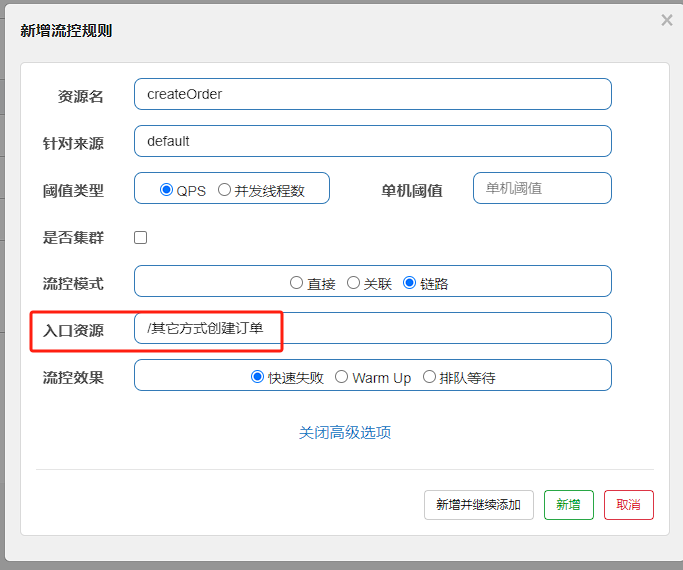 新增流控规则
×
资源名 createOrder
针对来源 default
阈值类型 QPS 并发线程数 单机阈值 单机阈值
是否集群
流控模式 直接 关联 链路
入口资源 /其它方式创建订单
流控效果 快速失败 Warm Up 排队等待
关闭高级选项
新增并继续添加 新增 取消